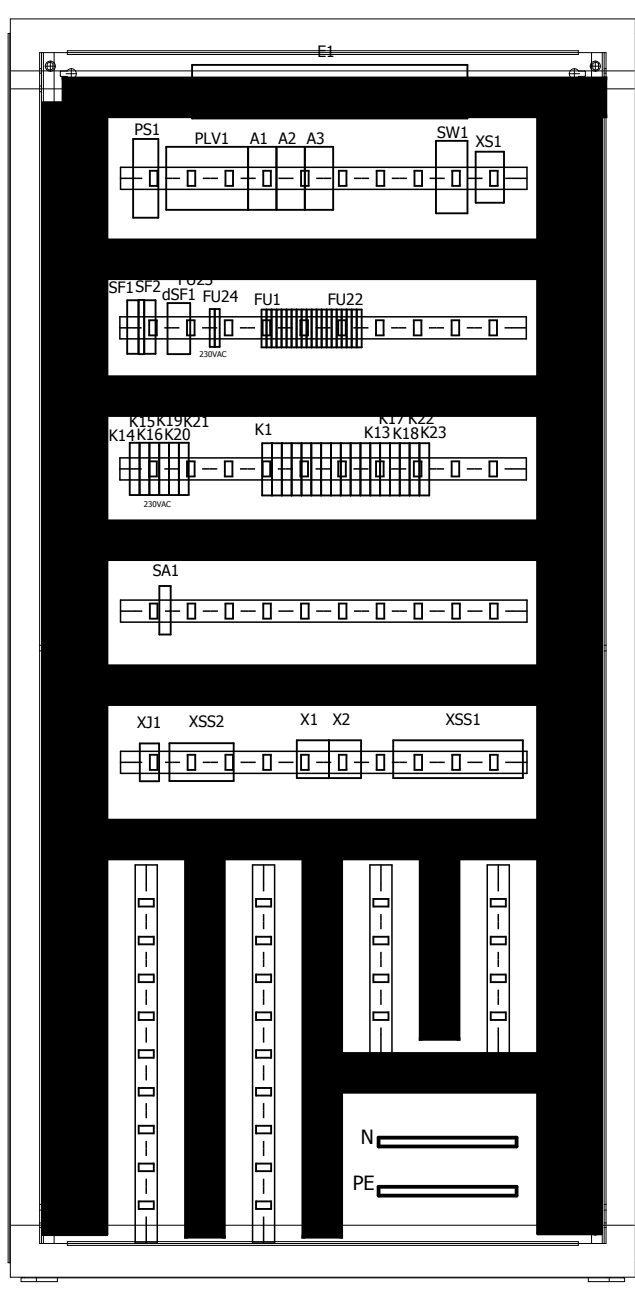 E1
PS1 PLV1 A1 A2 A3 SW1 XS1
FU23
SF1 SF2 dSF1 FU24 FU1 FU22
230VAC
K15 K19 K21 K17 K22
K14 K16 K20 K1 K13 K18 K23
230VAC
SA1
XJ1 XSS2 X1 X2 XSS1
N
PE